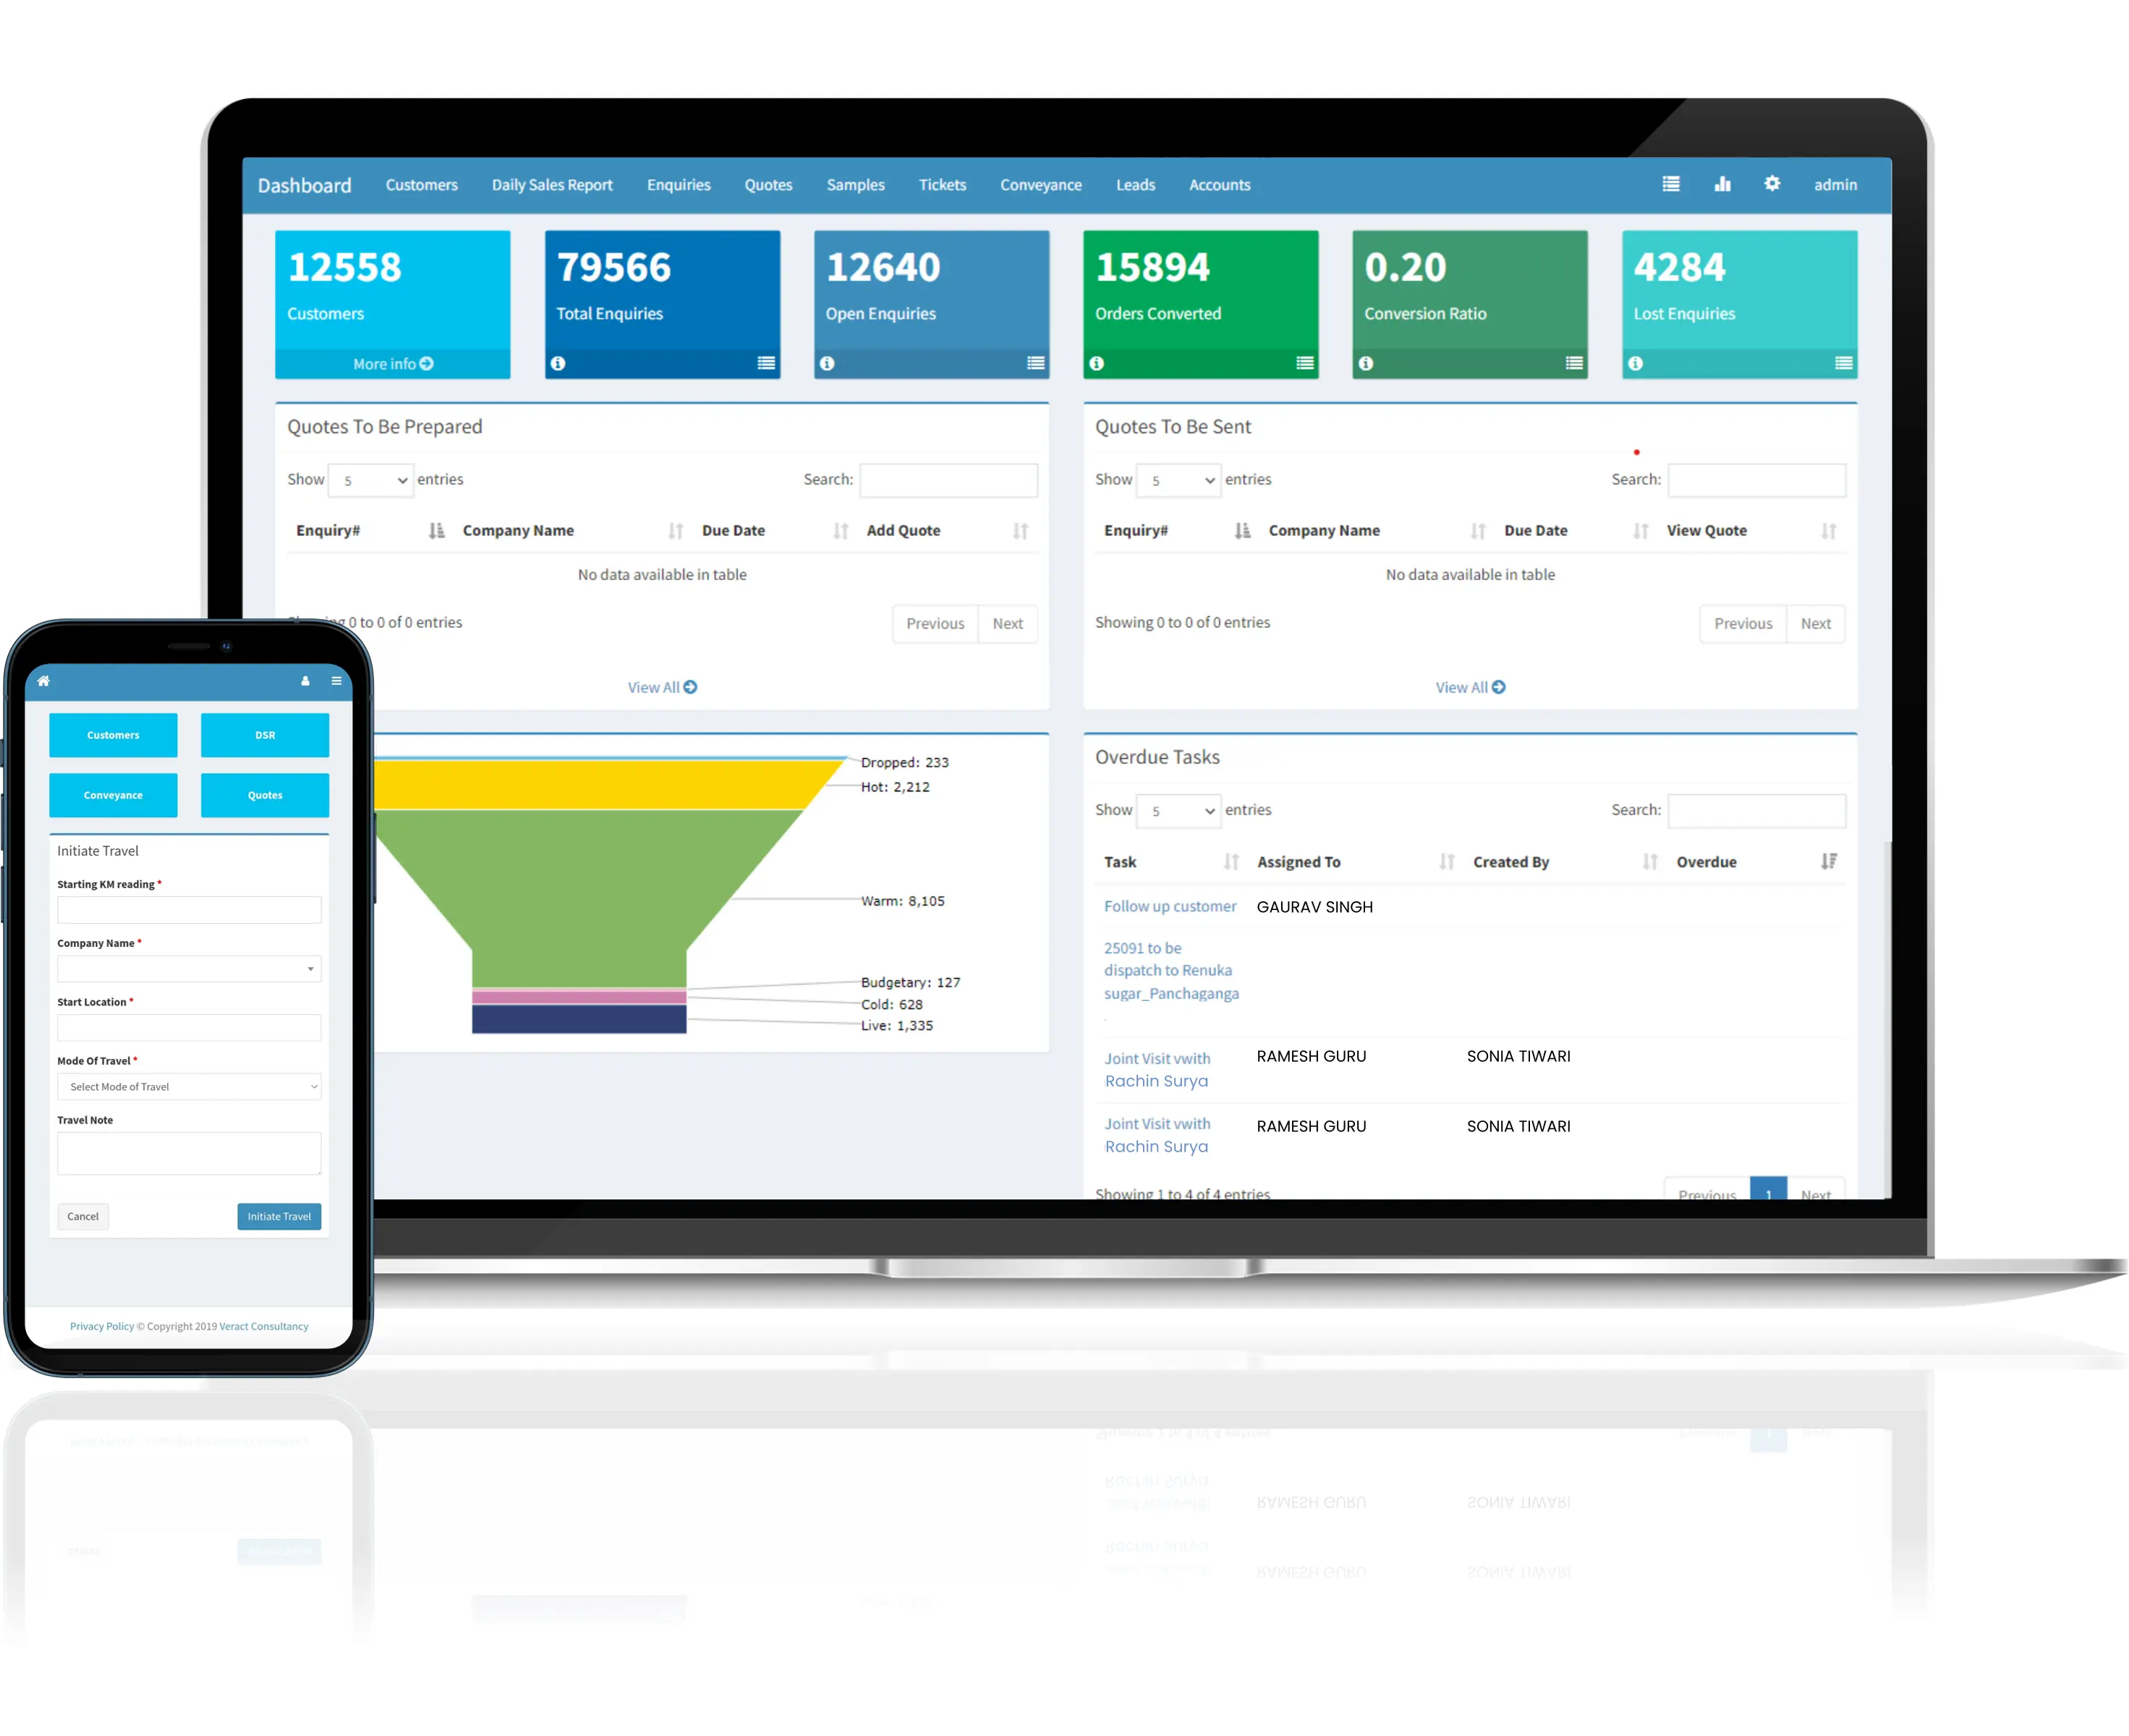 Dashboard Customers Daily Sales Report Enquiries Quotes Samples Tickets Conveyance Leads Accounts admin
12558 79566 12640 15894 0.20 4284
Customers Total Enquiries Open Enquiries Orders Converted Conversion Ratio Lost Enquiries
More info
Quotes To Be Prepared
Show 5 entries Search:
Enquiry# Company Name Due Date Add Quote
No data available in table
0 to 0 of 0 entries Previous Next
View All
Quotes To Be Sent
Show 5 entries Search:
Enquiry# Company Name Due Date View Quote
No data available in table
Showing 0 to 0 of 0 entries Previous Next
View All
Dropped: 233
Hot: 2,212
Warm: 8,105
Budgetary: 127
Cold: 628
Live: 1,335
Overdue Tasks
Show 5 entries Search:
Task Assigned To Created By Overdue
Follow up customer GAURAV SINGH
25091 to be
dispatch to Renuka
sugar_Panchaganga
Joint Visit vwith RAMESH GURU SONIA TIWARI
Rachin Surya
Joint Visit vwith RAMESH GURU SONIA TIWARI
Rachin Surya
Showing 1 to 4 of 4 entries Previous 1 Next
Customers DSR
Conveyance Quotes
Initiate Travel
Starting KM reading *
Company Name *
Start Location *
Mode Of Travel *
Select Mode of Travel
Travel Note
Cancel Initiate Travel
Privacy Policy © Copyright 2019 Veract Consultancy